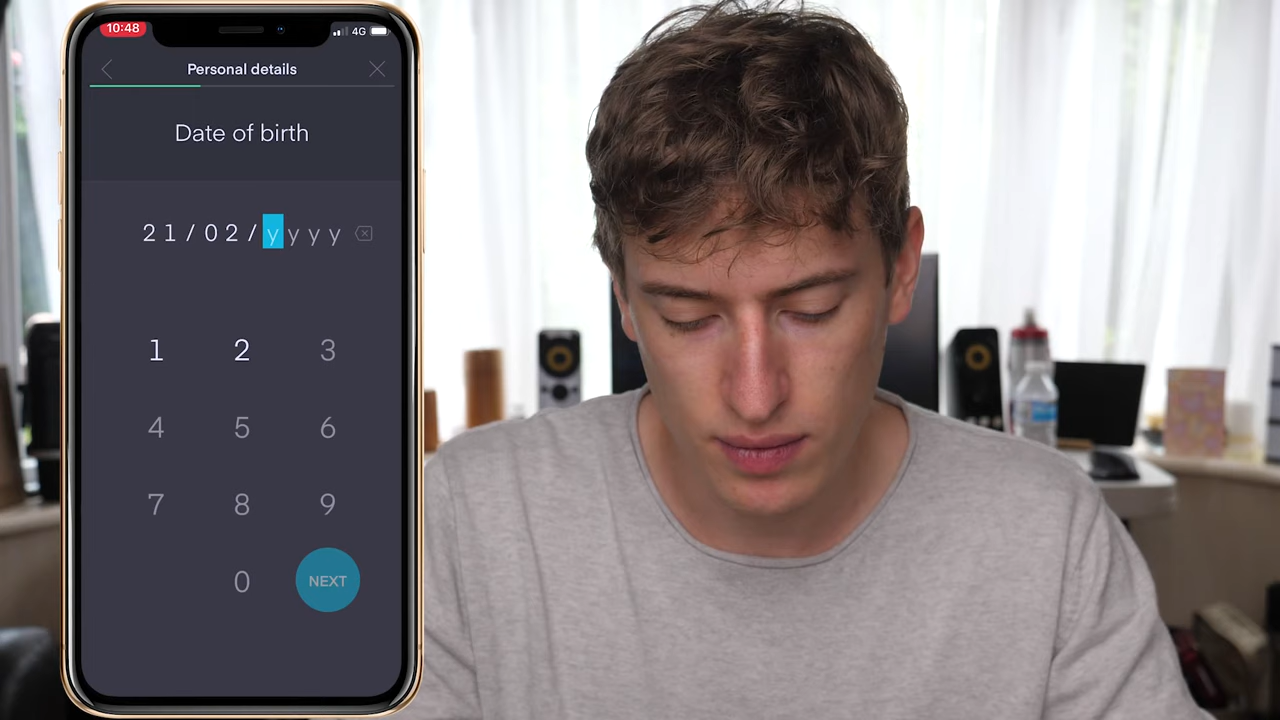 10:48
4G
Personal details
Date of birth
21/02/yyyy
1 2 3
4 5 6
7 8 9
0 NEXT